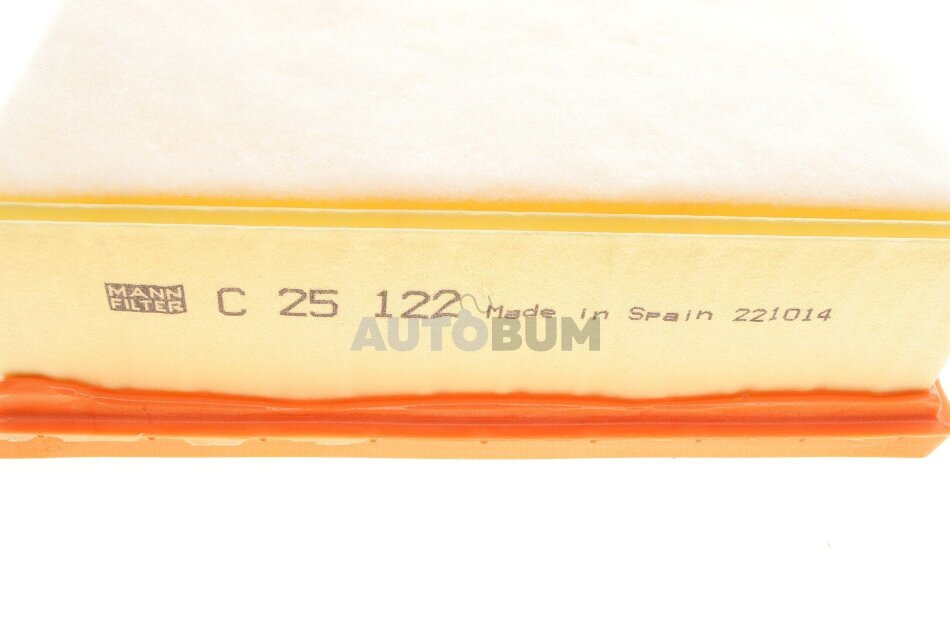 MANN
FILTER
C 25 122 Made in Spain 221014
AUTOBUM